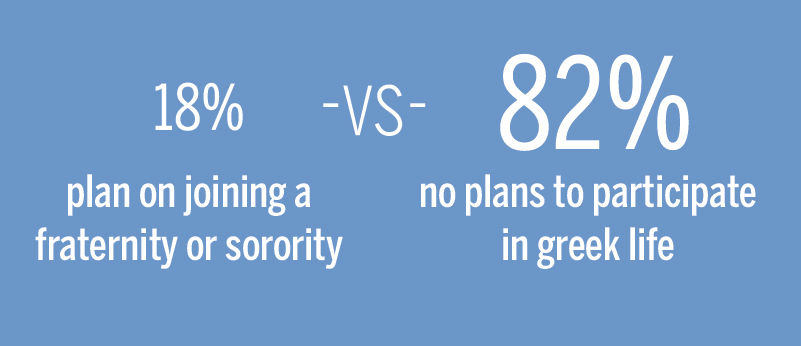 18%
-VS-
82%
plan on joining a
fraternity or sorority
no plans to participate
in greek life